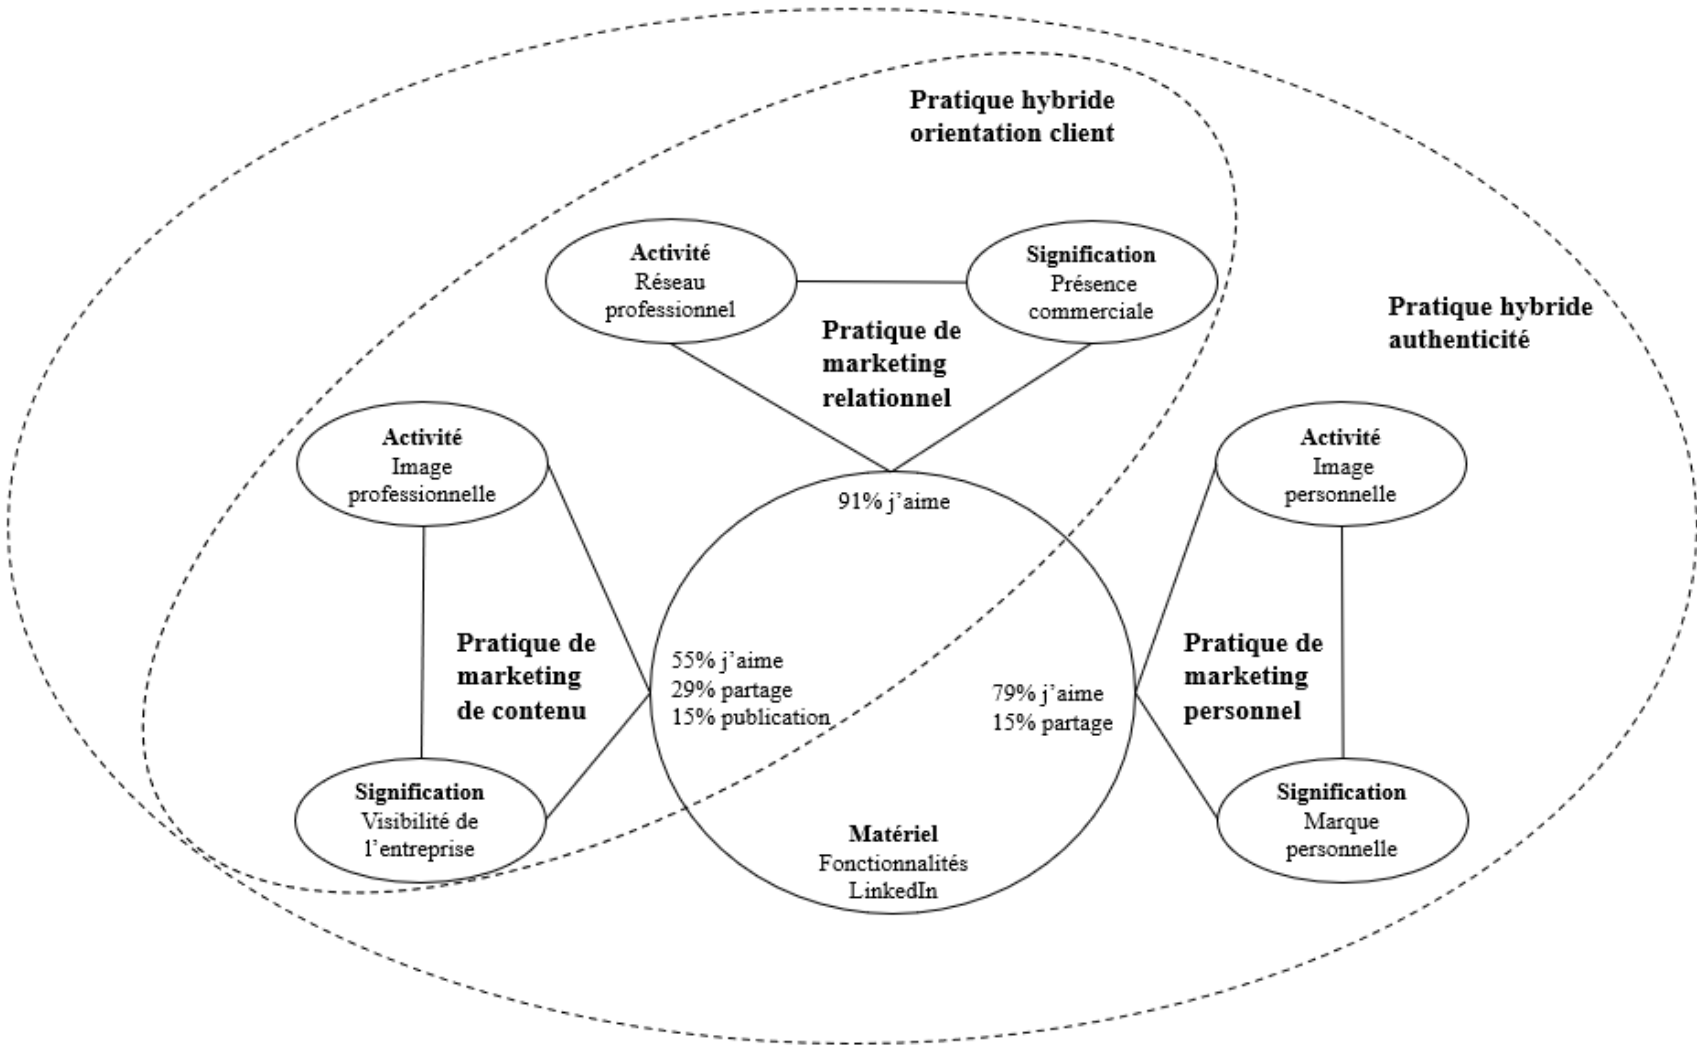 Pratique hybride
orientation client
Pratique hybride
authenticité
Activité
Réseau
professionnel
Signification
Présence
commerciale
Pratique de
marketing
relationnel
Activité
Image
professionnelle
Activité
Image
personnelle
91% j’aime
Pratique de
marketing
de contenu
55% j’aime
29% partage
15% publication
79% j’aime
15% partage
Pratique de
marketing
personnel
Signification
Visibilité de
l’entreprise
Matériel
Fonctionnalités
LinkedIn
Signification
Marque
personnelle